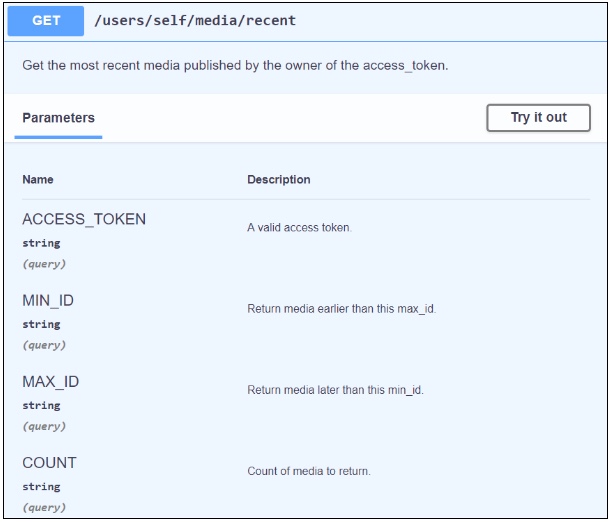 GET /users/self/media/recent
Get the most recent media published by the owner of the access_token.
Parameters Try it out
Name Description
ACCESS_TOKEN A valid access token.
string
(query)
MIN_ID Return media earlier than this max_id.
string
(query)
MAX_ID Return media later than this min_id.
string
(query)
COUNT Count of media to return.
string
(query)